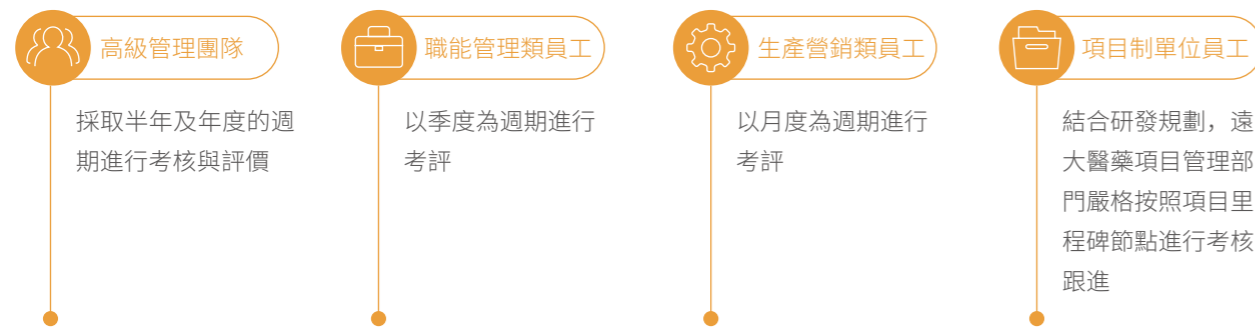 高級管理團隊
採取半年及年度的週
期進行考核與評價
職能管理類員工
以季度為週期進行
考評
生產營銷類員工
以月度為週期進行
考評
項目制單位員工
結合研發規劃，遠
大醫藥項目管理部
門嚴格按照項目里
程碑節點進行考核
跟進